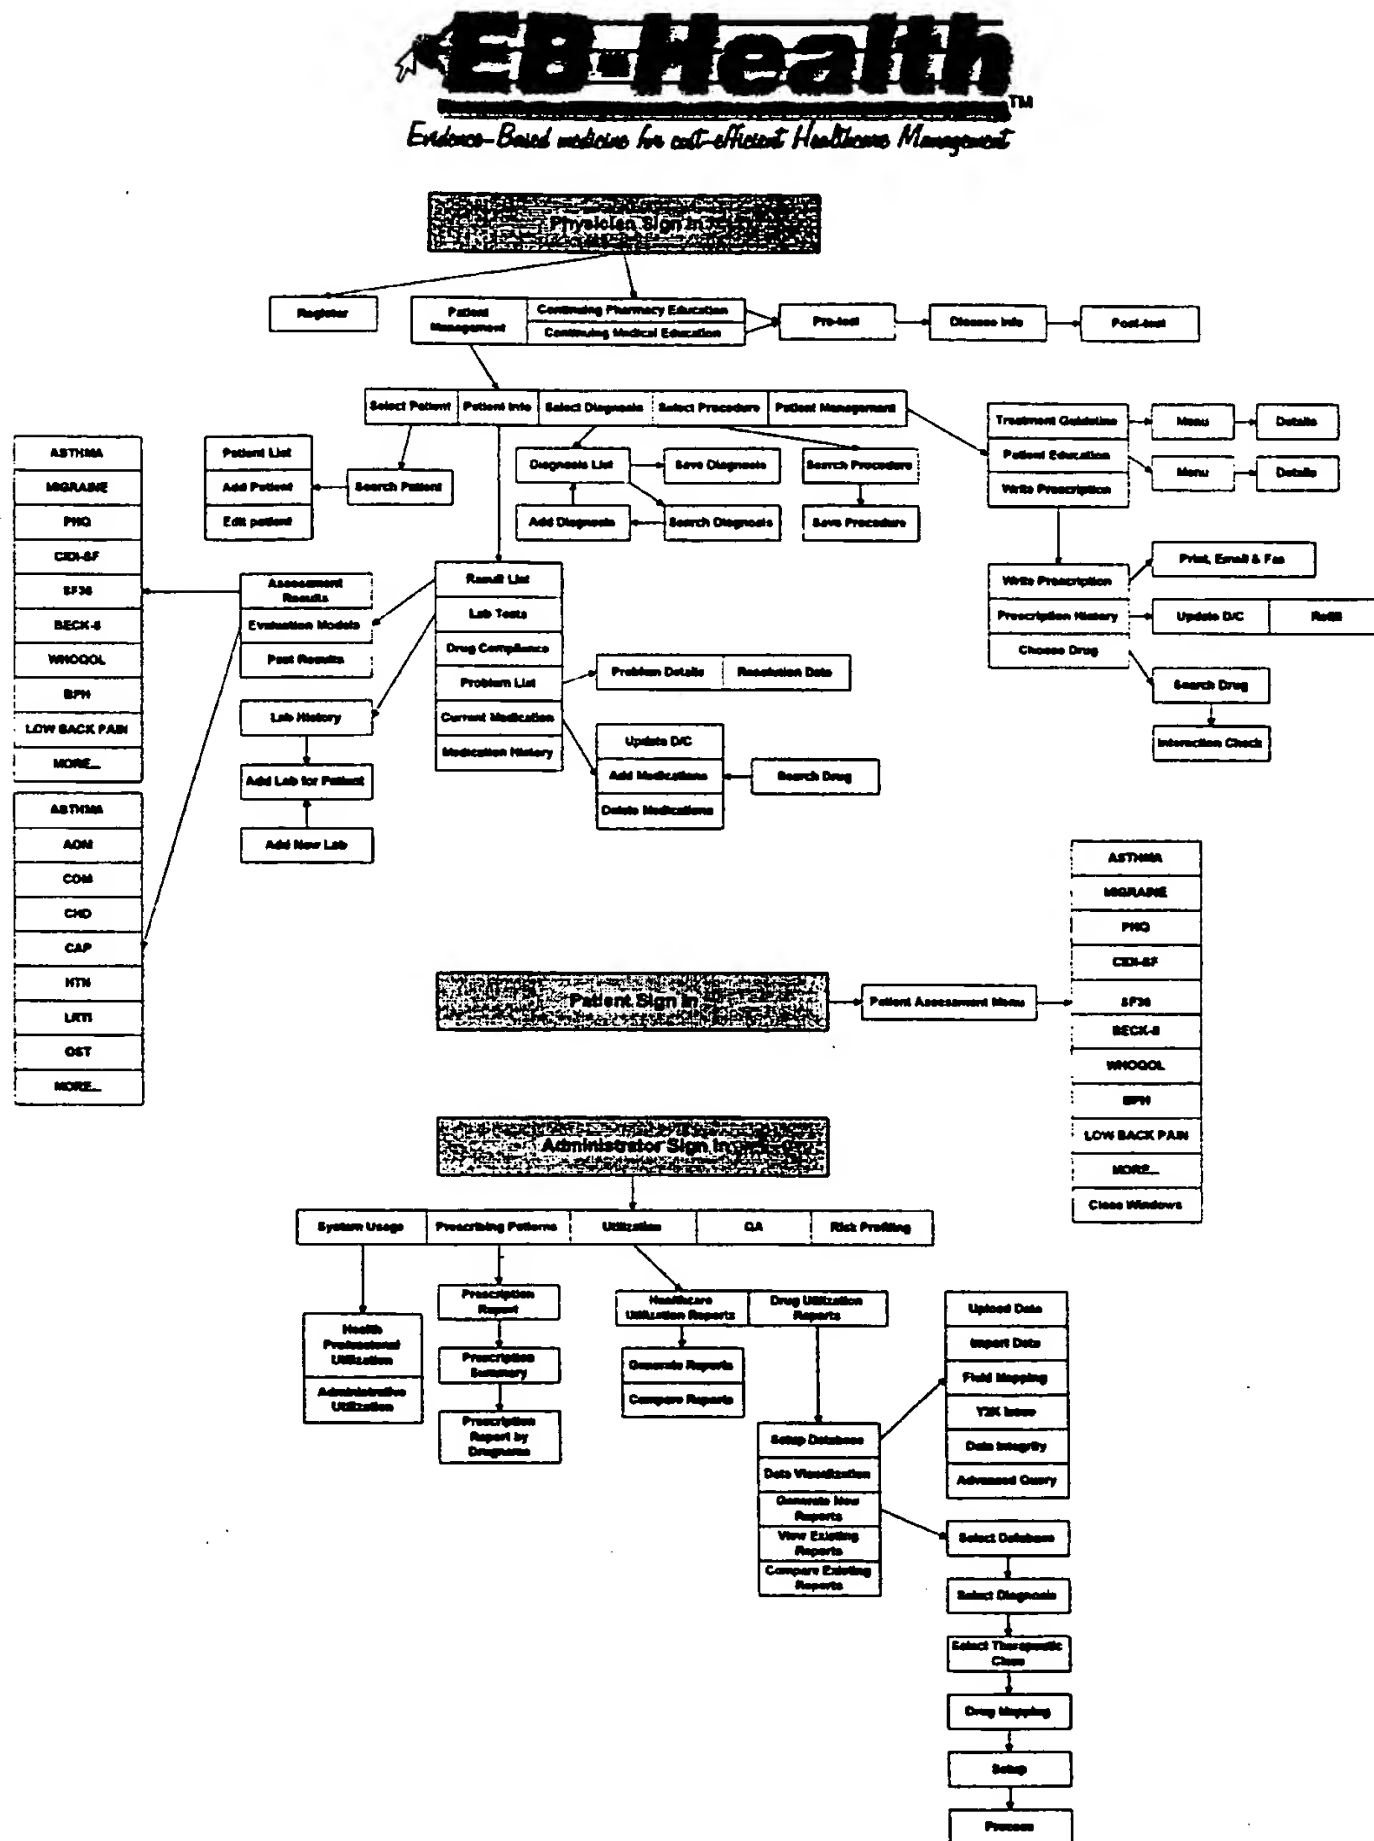 EB-Health
TM
Evidence-Based medicine for cost-efficient Healthcare Management
Physician Sign In
Register
Patient
Management
Continuing Pharmacy Education
Continuing Medical Education
Pre-test
Disease Info
Post-test
Select Patient
Patient Info
Select Diagnosis
Select Procedure
Patient Management
Treatment Guideline
Menu
Details
Patient Education
Menu
Details
Write Prescription
ASTHMA
MIGRAINE
PHQ
CIDI-SF
SF36
BECK-S
WHOQOL
BPH
LOW BACK PAIN
MORE...
Patient List
Add Patient
Edit patient
Search Patient
Diagnosis List
Save Diagnosis
Add Diagnosis
Search Diagnosis
Search Procedure
Save Procedure
Assessment
Results
Evaluation Models
Past Results
Result List
Lab Tests
Drug Compliance
Problem List
Current Medication
Medication History
Write Prescription
Prescription History
Choose Drug
Print, Email & Fax
Update D/C
Refill
Search Drug
Interaction Check
Problem Details
Resolution Date
Lab History
Add Lab for Patient
Add New Lab
Update D/C
Add Medications
Delete Medications
Search Drug
ASTHMA
AOM
COM
CHD
CAP
HTN
LRTI
OST
MORE...
Patient Sign In
Patient Assessment Menu
ASTHMA
MIGRAINE
PHQ
CIDI-SF
SF36
BECK-S
WHOQOL
BPH
LOW BACK PAIN
MORE...
Close Windows
Administrator Sign In
System Usage
Prescribing Patterns
Utilization
QA
Risk Profiling
Health
Professional
Utilization
Administrative
Utilization
Prescription
Report
Prescription
Summary
Prescription
Report by
Drugname
Healthcare
Utilization Reports
Drug Utilization
Reports
Generate Reports
Compare Reports
Setup Database
Data Visualization
Generate New
Reports
View Existing
Reports
Compare Existing
Reports
Upload Data
Import Data
Field Mapping
Y2K Issue
Data Integrity
Advanced Query
Select Database
Select Diagnosis
Select Therapeutic
Class
Drug Mapping
Setup
Process